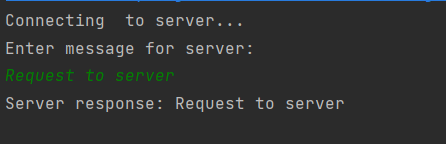 Connecting  to server...
Enter message for server:
Request to server
Server response: Request to server